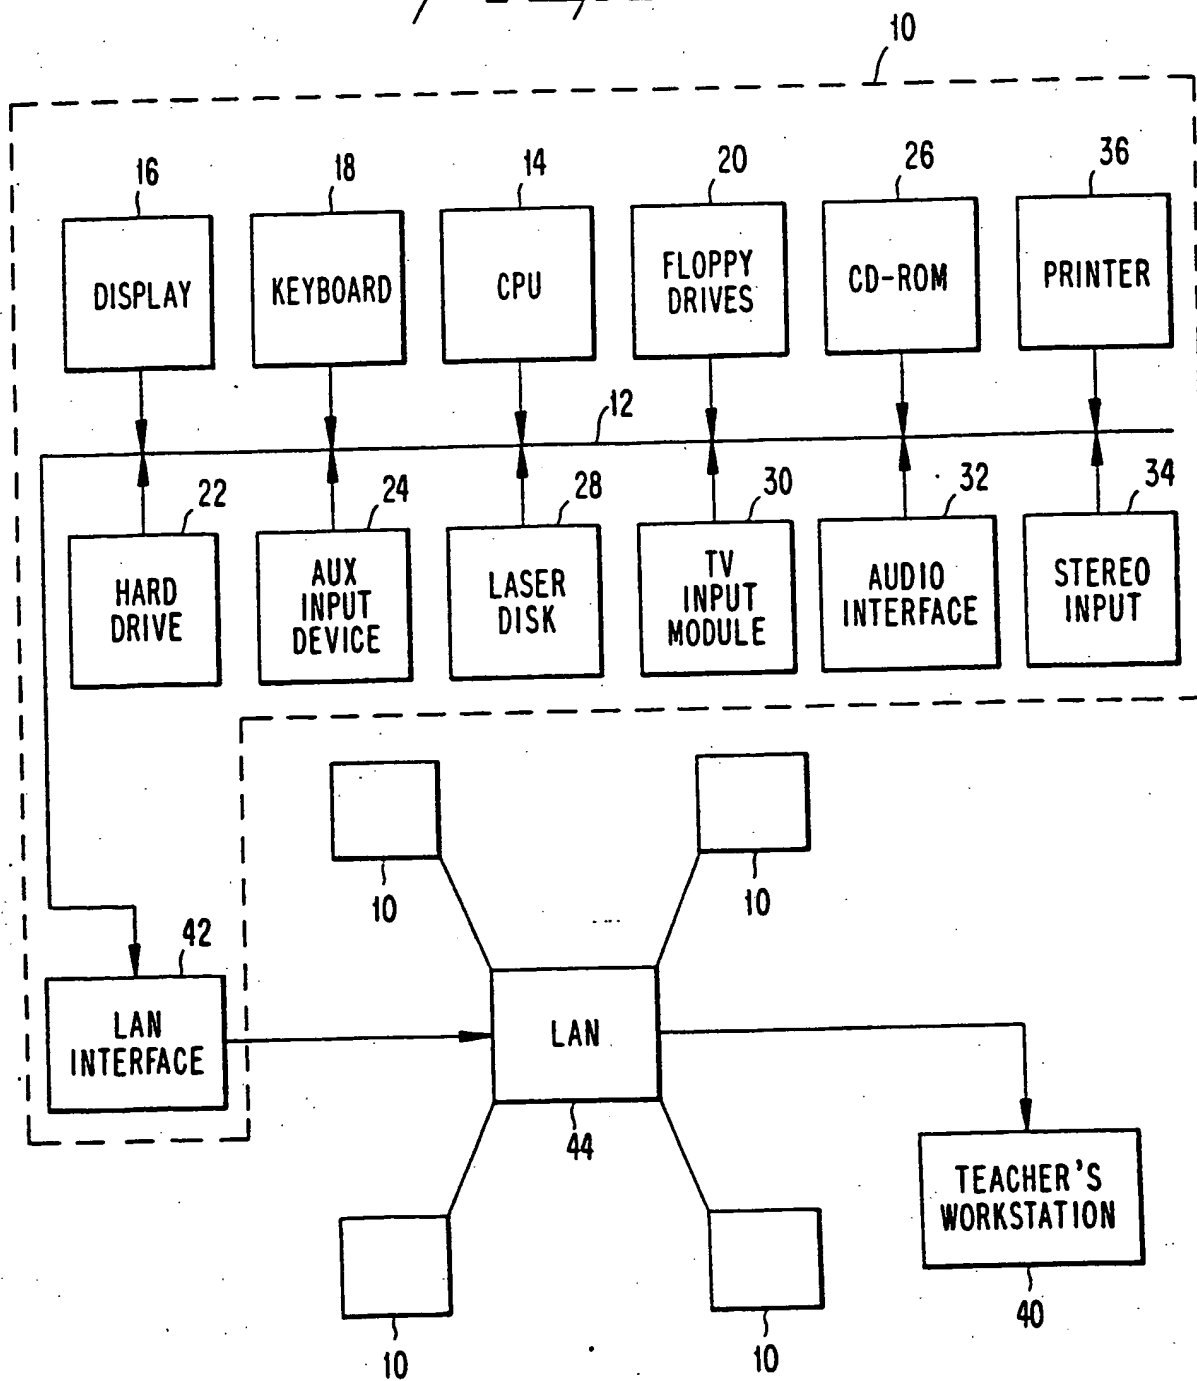 10
16
18
14
20
26
36
DISPLAY
KEYBOARD
CPU
FLOPPY
DRIVES
CD-ROM
PRINTER
12
22
24
28
30
32
34
HARD
DRIVE
AUX
INPUT
DEVICE
LASER
DISK
TV
INPUT
MODULE
AUDIO
INTERFACE
STEREO
INPUT
10
10
42
LAN
INTERFACE
LAN
44
TEACHER'S
WORKSTATION
40
10
10